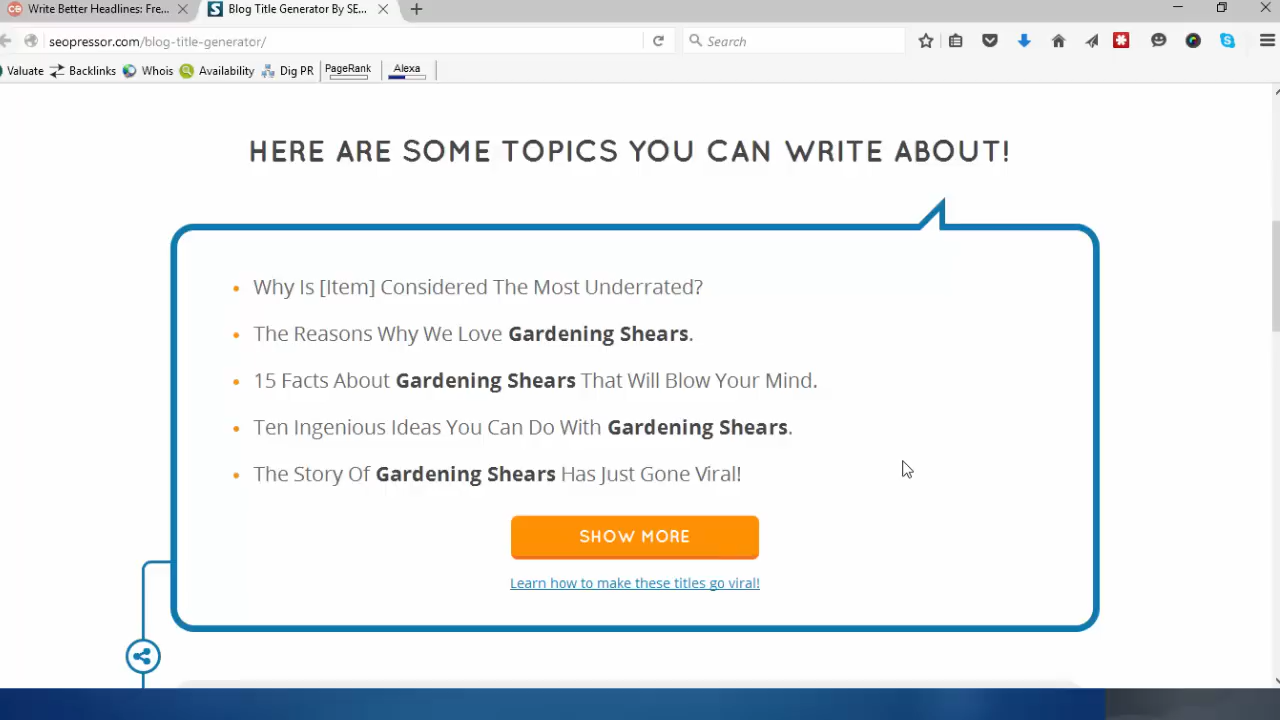 Write Better Headlines: Fre...
Blog Title Generator By SE...
seopressor.com/blog-title-generator/
Search
Valuate
Backlinks
Whois
Availability
Dig PR
PageRank
Alexa
HERE ARE SOME TOPICS YOU CAN WRITE ABOUT!
Why Is [Item] Considered The Most Underrated?
The Reasons Why We Love Gardening Shears.
15 Facts About Gardening Shears That Will Blow Your Mind.
Ten Ingenious Ideas You Can Do With Gardening Shears.
The Story Of Gardening Shears Has Just Gone Viral!
SHOW MORE
Learn how to make these titles go viral!